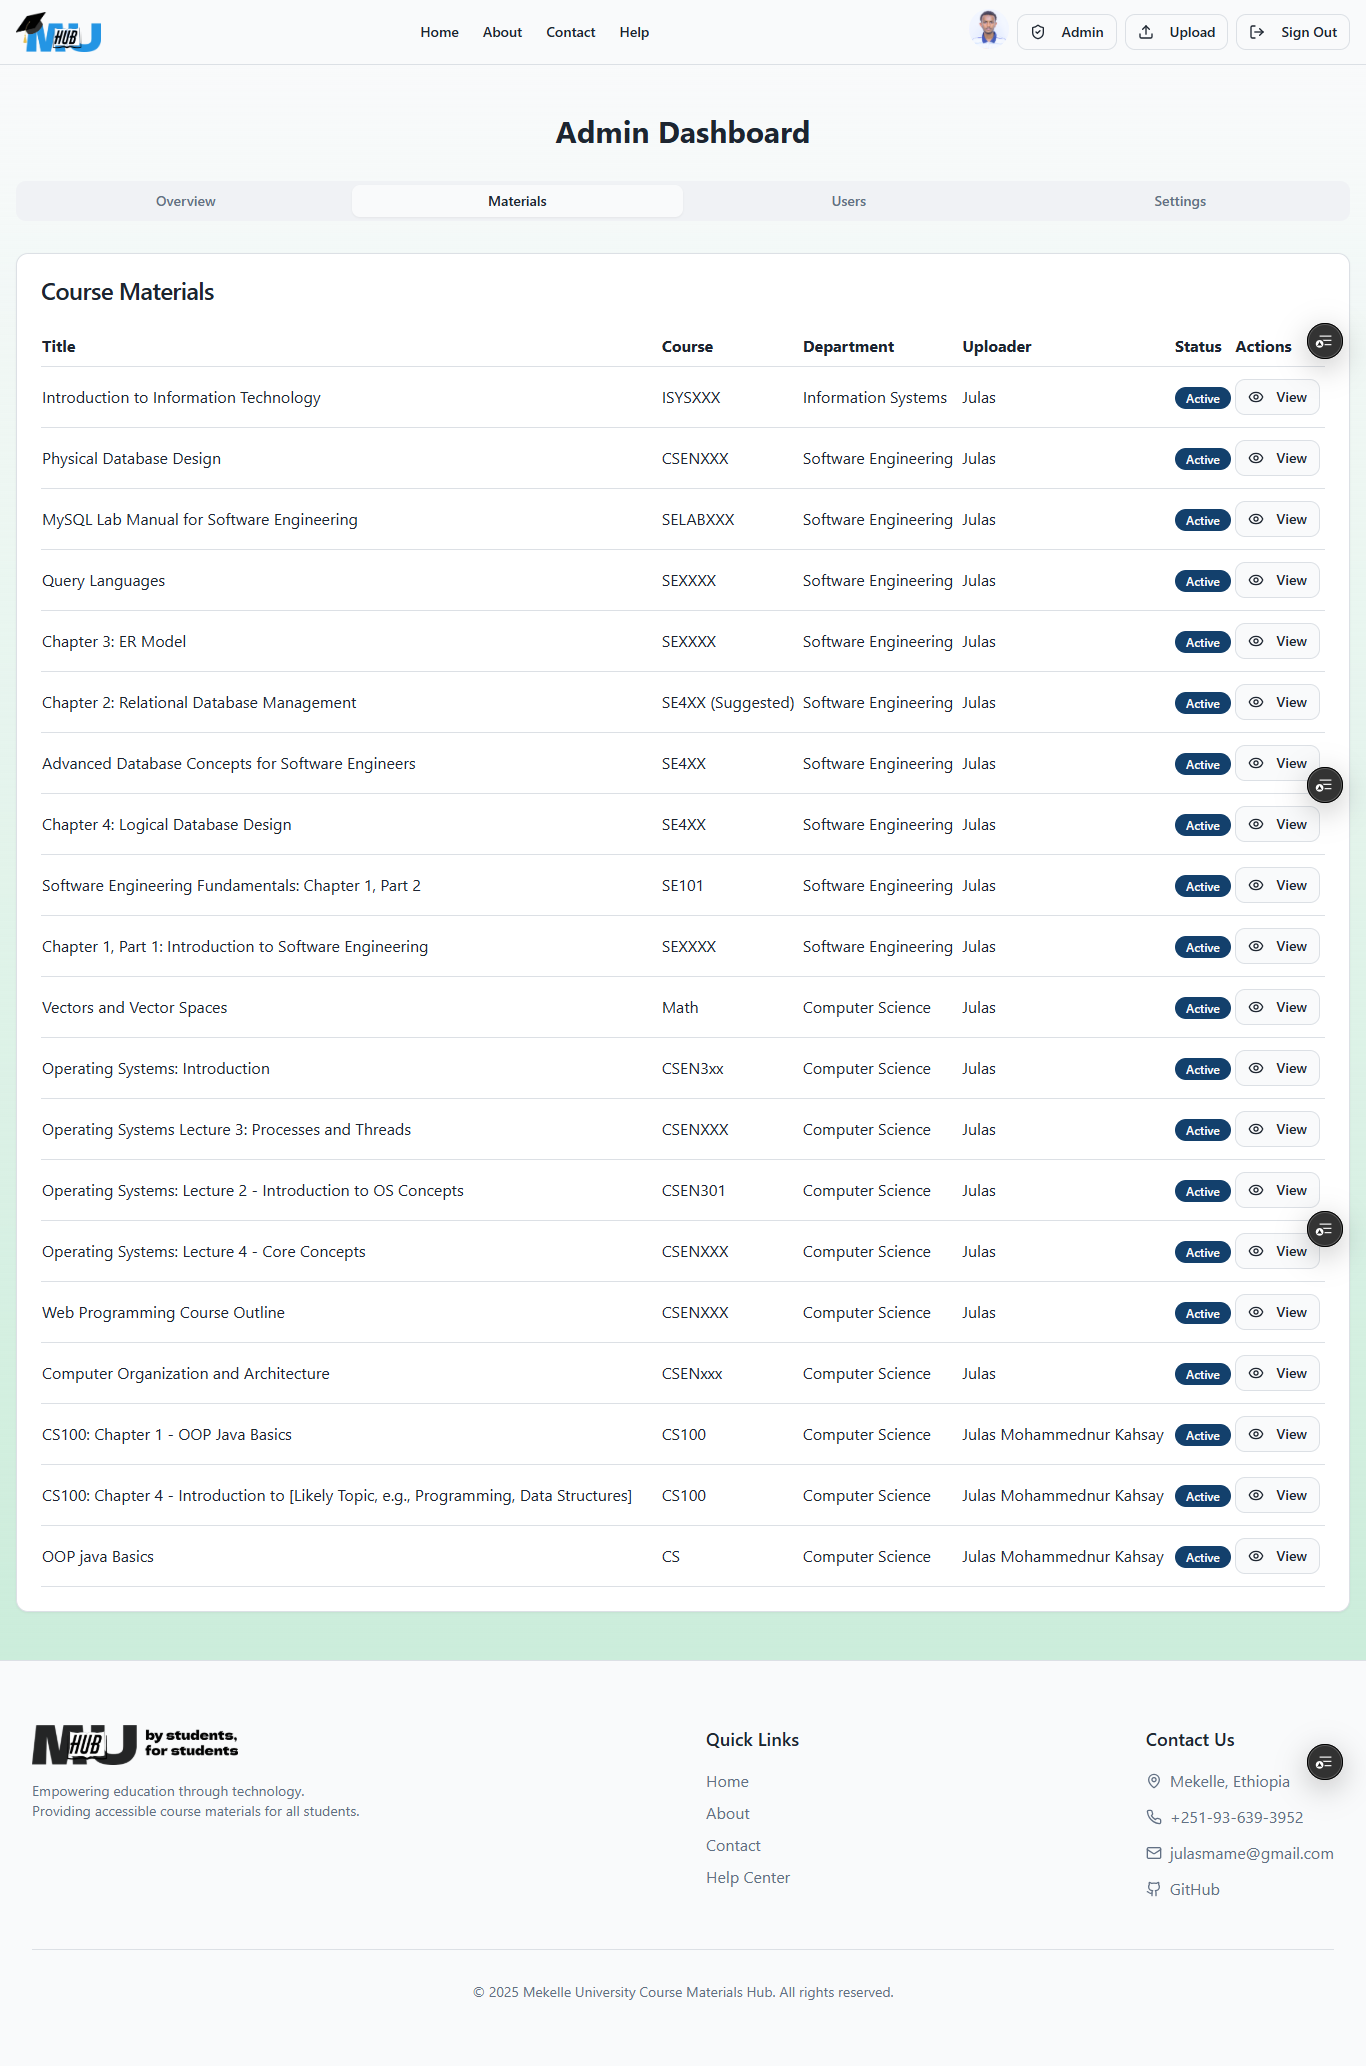 MU HUB
Home About Contact Help
Admin Upload Sign Out
Admin Dashboard
Overview Materials Users Settings
Course Materials
Title Course Department Uploader Status Actions
Introduction to Information Technology ISYSXXX Information Systems Julas Active View
Physical Database Design CSENXXX Software Engineering Julas Active View
MySQL Lab Manual for Software Engineering SELABXXX Software Engineering Julas Active View
Query Languages SEXXXX Software Engineering Julas Active View
Chapter 3: ER Model SEXXXX Software Engineering Julas Active View
Chapter 2: Relational Database Management SE4XX (Suggested) Software Engineering Julas Active View
Advanced Database Concepts for Software Engineers SE4XX Software Engineering Julas Active View
Chapter 4: Logical Database Design SE4XX Software Engineering Julas Active View
Software Engineering Fundamentals: Chapter 1, Part 2 SE101 Software Engineering Julas Active View
Chapter 1, Part 1: Introduction to Software Engineering SEXXXX Software Engineering Julas Active View
Vectors and Vector Spaces Math Computer Science Julas Active View
Operating Systems: Introduction CSEN3xx Computer Science Julas Active View
Operating Systems Lecture 3: Processes and Threads CSENXXX Computer Science Julas Active View
Operating Systems: Lecture 2 - Introduction to OS Concepts CSEN301 Computer Science Julas Active View
Operating Systems: Lecture 4 - Core Concepts CSENXXX Computer Science Julas Active View
Web Programming Course Outline CSENXXX Computer Science Julas Active View
Computer Organization and Architecture CSENxxx Computer Science Julas Active View
CS100: Chapter 1 - OOP Java Basics CS100 Computer Science Julas Mohammednur Kahsay Active View
CS100: Chapter 4 - Introduction to [Likely Topic, e.g., Programming, Data Structures] CS100 Computer Science Julas Mohammednur Kahsay Active View
OOP java Basics CS Computer Science Julas Mohammednur Kahsay Active View
MU HUB
by students,
for students
Empowering education through technology.
Providing accessible course materials for all students.
Quick Links
Home
About
Contact
Help Center
Contact Us
Mekelle, Ethiopia
+251-93-639-3952
julasmame@gmail.com
GitHub
© 2025 Mekelle University Course Materials Hub. All rights reserved.